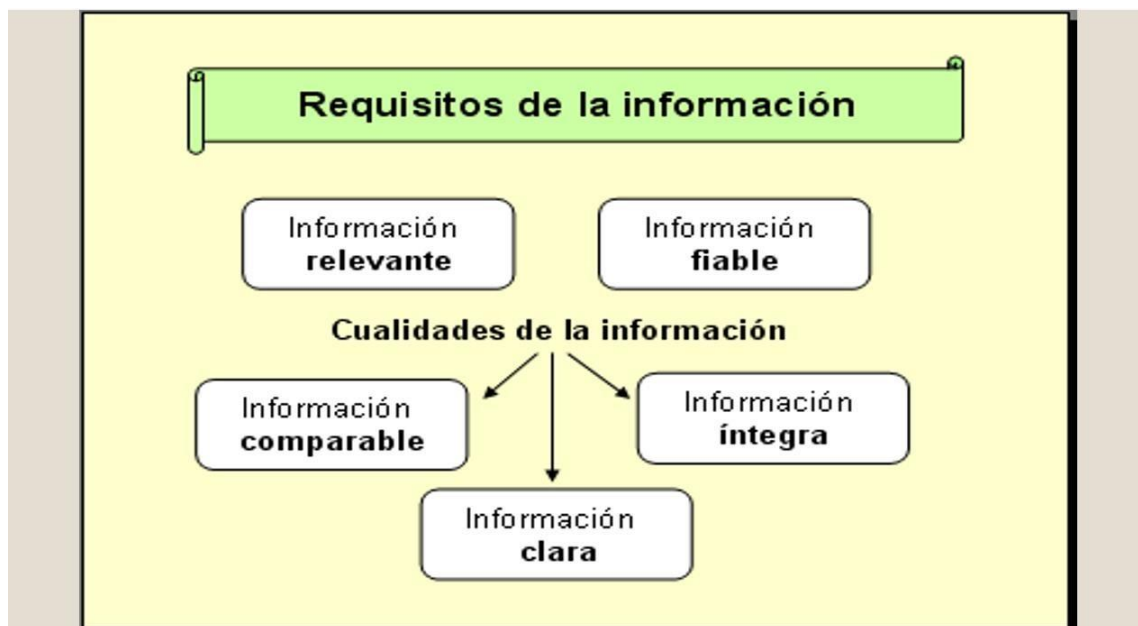 Requisitos de la información
Información
relevante
Información
fiable
Cualidades de la información
Información
comparable
Información
íntegra
Información
clara